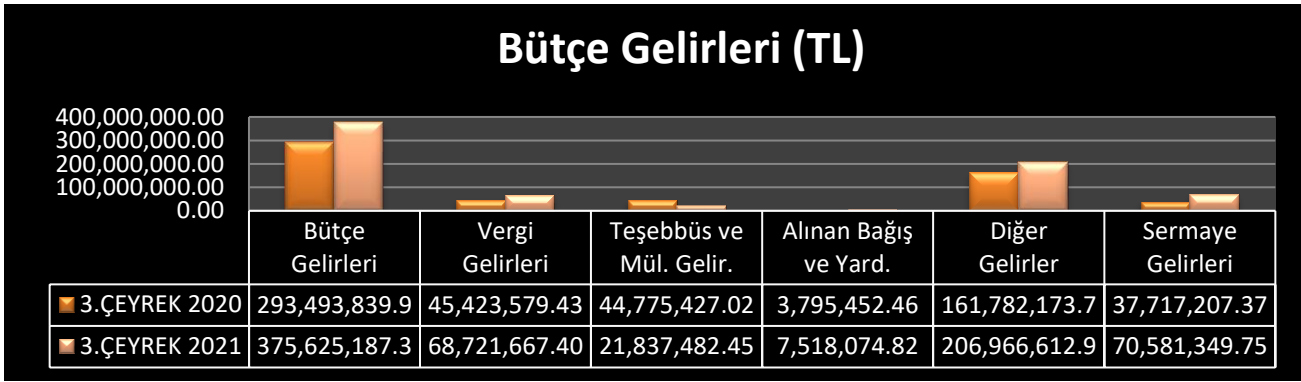 Bütçe Gelirleri (TL)
400,000,000.00
300,000,000.00
200,000,000.00
100,000,000.00
0.00
Bütçe Gelirleri
Vergi Gelirleri
Teşebbüs ve Mül. Gelir.
Alınan Bağış ve Yard.
Diğer Gelirler
Sermaye Gelirleri
3.ÇEYREK 2020 293,493,839.9 45,423,579.43 44,775,427.02 3,795,452.46 161,782,173.7 37,717,207.37
3.ÇEYREK 2021 375,625,187.3 68,721,667.40 21,837,482.45 7,518,074.82 206,966,612.9 70,581,349.75